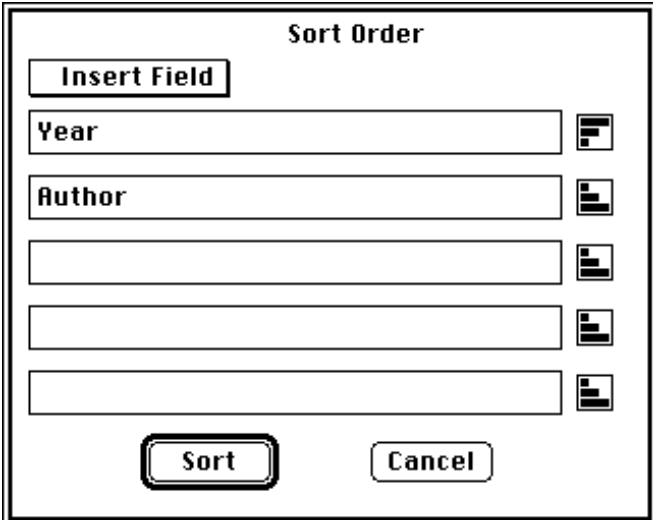 Sort Order
Insert Field
Year
Author
Sort
Cancel